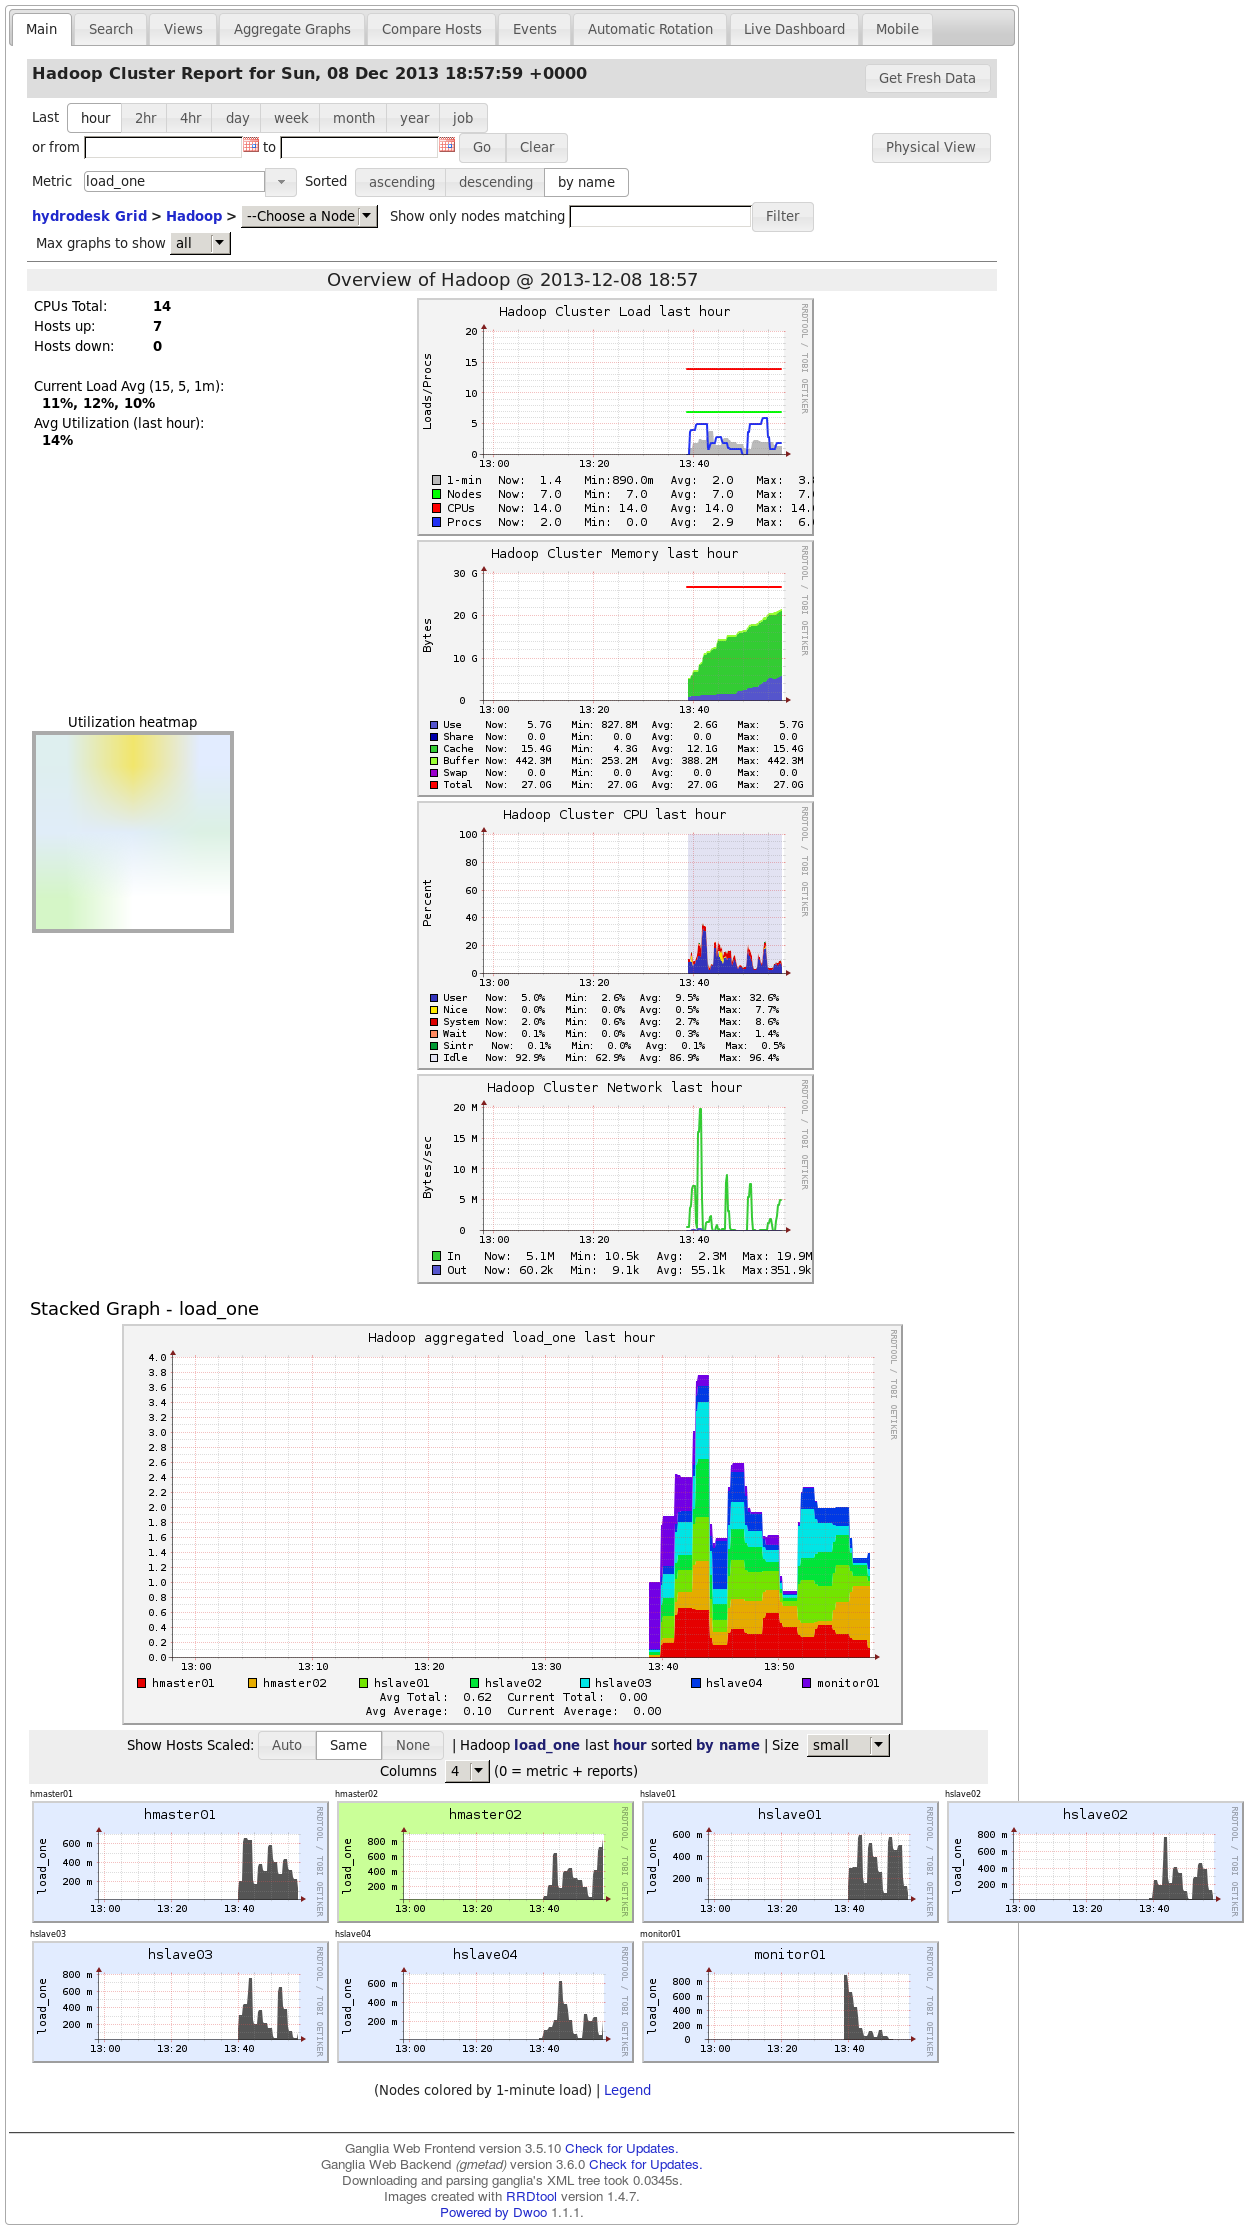 Main Search Views Aggregate Graphs Compare Hosts Events Automatic Rotation Live Dashboard Mobile
Hadoop Cluster Report for Sun, 08 Dec 2013 18:57:59 +0000 Get Fresh Data
Last hour 2hr 4hr day week month year job
or from to Go Clear Physical View
Metric load_one Sorted ascending descending by name
hydrodesk Grid > Hadoop > --Choose a Node Show only nodes matching Filter
Max graphs to show all
Overview of Hadoop @ 2013-12-08 18:57
CPUs Total: 14
Hosts up: 7
Hosts down: 0
Current Load Avg (15, 5, 1m):
11%, 12%, 10%
Avg Utilization (last hour):
14%
Utilization heatmap
Hadoop Cluster Load last hour
RRDTOOL / TOBI OETIKER
Loads/Procs
20
15
10
5
0
13:00 13:20 13:40
1-min Now: 1.4 Min:890.0m Avg: 2.0 Max: 3.
Nodes Now: 7.0 Min: 7.0 Avg: 7.0 Max: 7.
CPUs Now: 14.0 Min: 14.0 Avg: 14.0 Max: 14.
Procs Now: 2.0 Min: 0.0 Avg: 2.9 Max: 6.
Hadoop Cluster Memory last hour
RRDTOOL / TOBI OETIKER
Bytes
30 G
20 G
10 G
0
13:00 13:20 13:40
Use Now: 5.7G Min: 827.8M Avg: 2.6G Max: 5.7G
Share Now: 0.0 Min: 0.0 Avg: 0.0 Max: 0.0
Cache Now: 15.4G Min: 4.3G Avg: 12.1G Max: 15.4G
Buffer Now: 442.3M Min: 253.2M Avg: 388.2M Max: 442.3M
Swap Now: 0.0 Min: 0.0 Avg: 0.0 Max: 0.0
Total Now: 27.0G Min: 27.0G Avg: 27.0G Max: 27.0G
Hadoop Cluster CPU last hour
RRDTOOL / TOBI OETIKER
Percent
100
80
60
40
20
0
13:00 13:20 13:40
User Now: 5.0% Min: 2.6% Avg: 9.5% Max: 32.6%
Nice Now: 0.0% Min: 0.0% Avg: 0.5% Max: 7.7%
System Now: 2.0% Min: 0.6% Avg: 2.7% Max: 8.6%
Wait Now: 0.1% Min: 0.0% Avg: 0.3% Max: 1.4%
Sintr Now: 0.1% Min: 0.0% Avg: 0.1% Max: 0.5%
Idle Now: 92.9% Min: 62.9% Avg: 86.9% Max: 96.4%
Hadoop Cluster Network last hour
RRDTOOL / TOBI OETIKER
Bytes/sec
20 M
15 M
10 M
5 M
0
13:00 13:20 13:40
In Now: 5.1M Min: 10.5k Avg: 2.3M Max: 19.9M
Out Now: 60.2k Min: 9.1k Avg: 55.1k Max:351.9k
Stacked Graph - load_one
Hadoop aggregated load_one last hour
RRDTOOL / TOBI OETIKER
4.0
3.8
3.6
3.4
3.2
3.0
2.8
2.6
2.4
2.2
2.0
1.8
1.6
1.4
1.2
1.0
0.8
0.6
0.4
0.2
0.0
13:00 13:10 13:20 13:30 13:40 13:50
hmaster01 hmaster02 hslave01 hslave02 hslave03 hslave04 monitor01
Avg Total: 0.62 Current Total: 0.00
Avg Average: 0.10 Current Average: 0.00
Show Hosts Scaled: Auto Same None | Hadoop load_one last hour sorted by name | Size small
Columns 4 (0 = metric + reports)
hmaster01
hmaster01
RRDTOOL / TOBI OETIKER
load_one
600 m
400 m
200 m
13:00 13:20 13:40
hmaster02
hmaster02
RRDTOOL / TOBI OETIKER
load_one
800 m
600 m
400 m
200 m
13:00 13:20 13:40
hslave01
hslave01
RRDTOOL / TOBI OETIKER
load_one
600 m
400 m
200 m
13:00 13:20 13:40
hslave02
hslave02
RRDTOOL / TOBI OETIKER
load_one
800 m
600 m
400 m
200 m
13:00 13:20 13:40
hslave03
hslave03
RRDTOOL / TOBI OETIKER
load_one
800 m
600 m
400 m
200 m
13:00 13:20 13:40
hslave04
hslave04
RRDTOOL / TOBI OETIKER
load_one
600 m
400 m
200 m
13:00 13:20 13:40
monitor01
monitor01
RRDTOOL / TOBI OETIKER
load_one
800 m
600 m
400 m
200 m
0
13:00 13:20 13:40
(Nodes colored by 1-minute load) | Legend
Ganglia Web Frontend version 3.5.10 Check for Updates.
Ganglia Web Backend (gmetad) version 3.6.0 Check for Updates.
Downloading and parsing ganglia's XML tree took 0.0345s.
Images created with RRDtool version 1.4.7.
Powered by Dwoo 1.1.1.